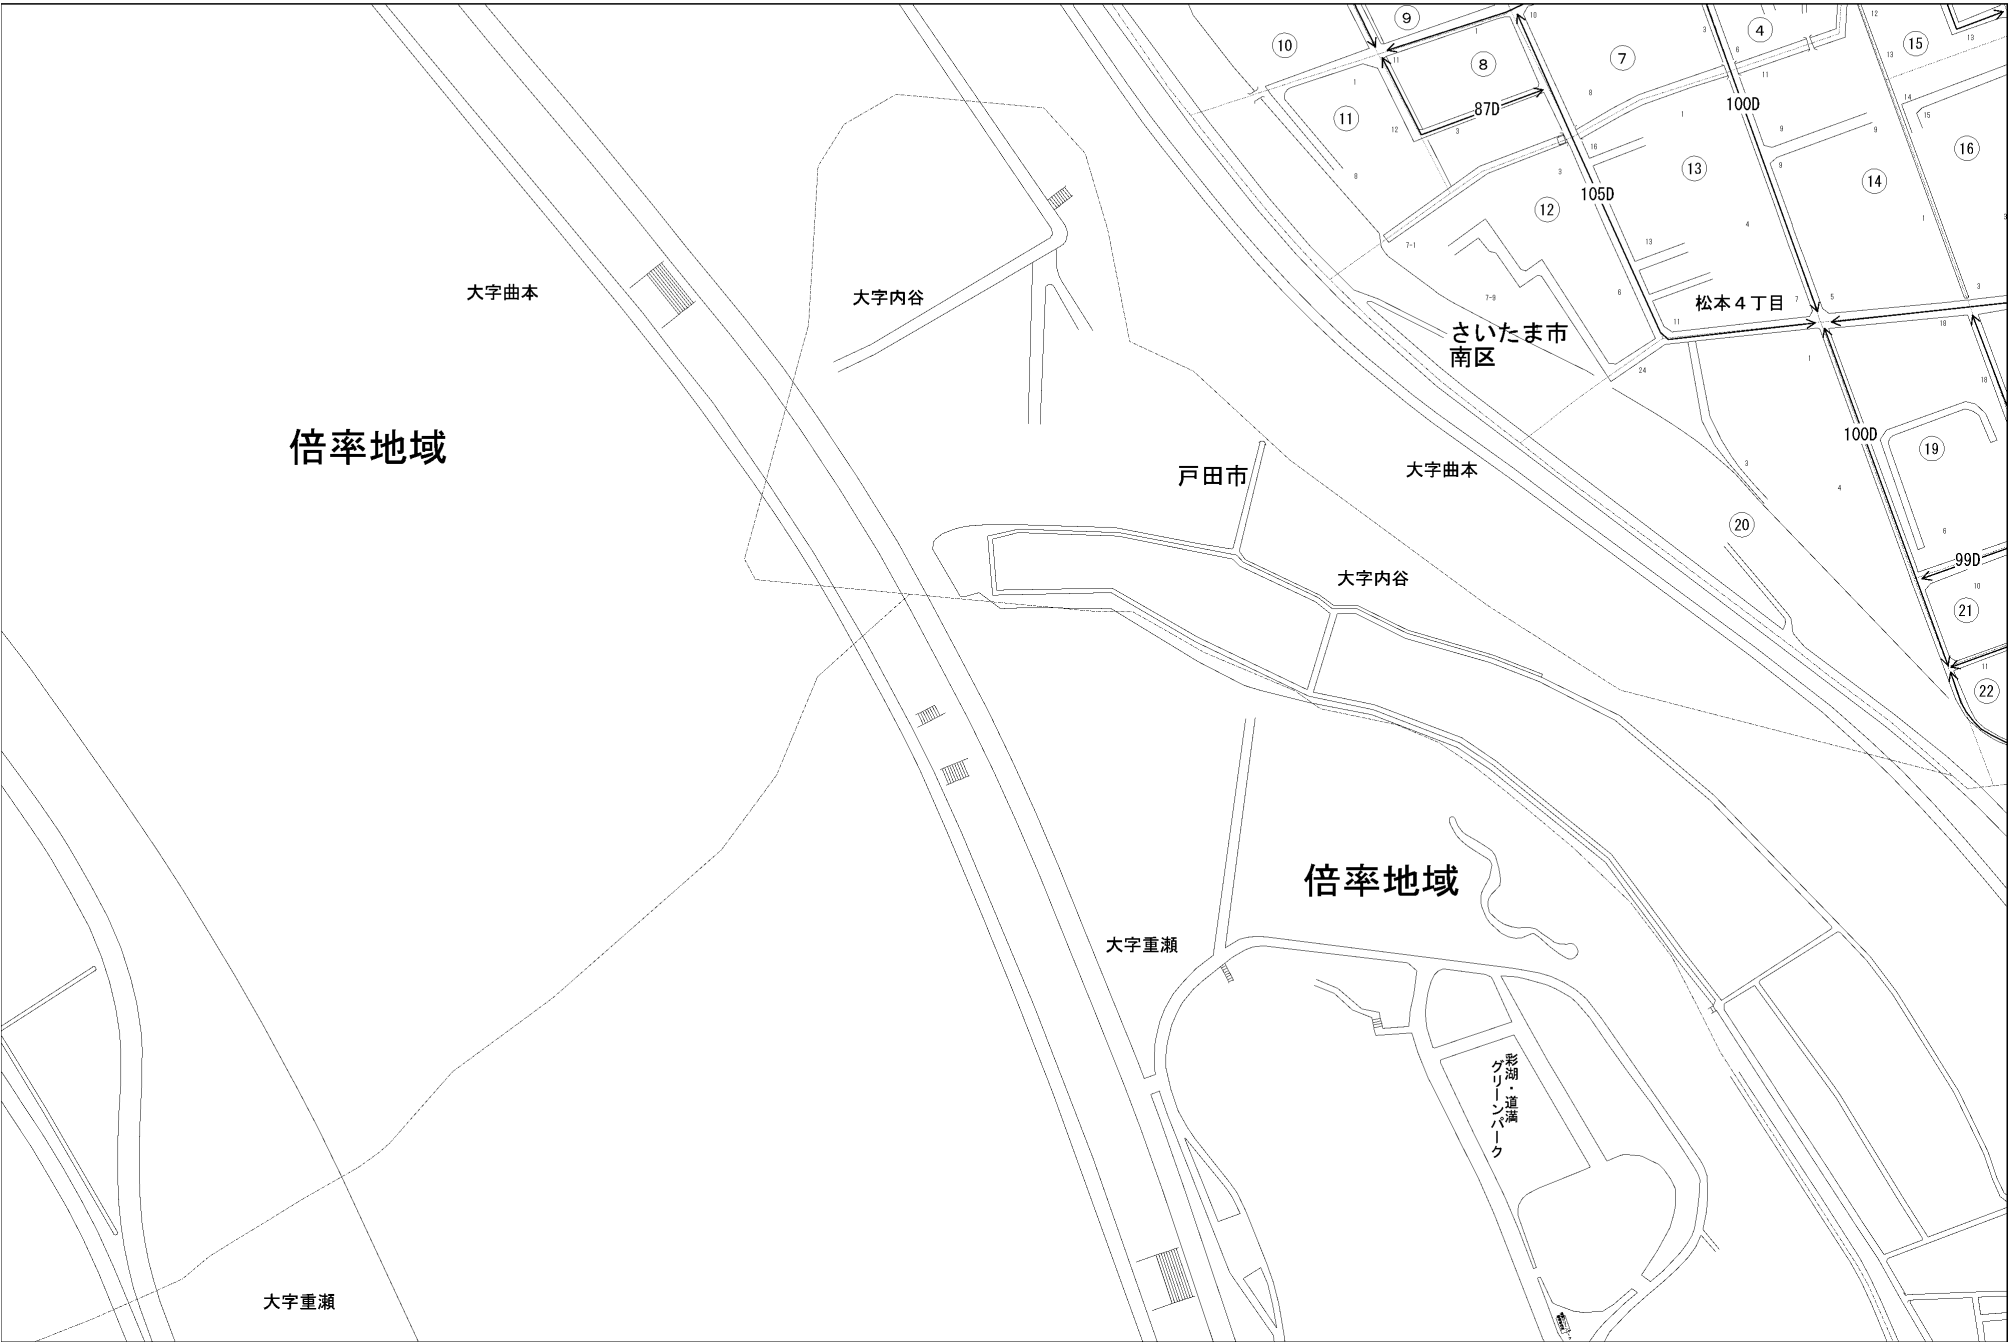 ⑨
④
⑩
⑧
⑦
⑮
87D
100D
⑪
⑯
⑬
105D
⑭
⑫
大字曲本
大字内谷
松本４丁目
さいたま市
南区
倍率地域
100D
⑲
戸田市
大字曲本
⑳
99D
大字内谷
㉑
㉒
倍率地域
大字重瀬
彩湖・道満
グリーンパーク
大字重瀬